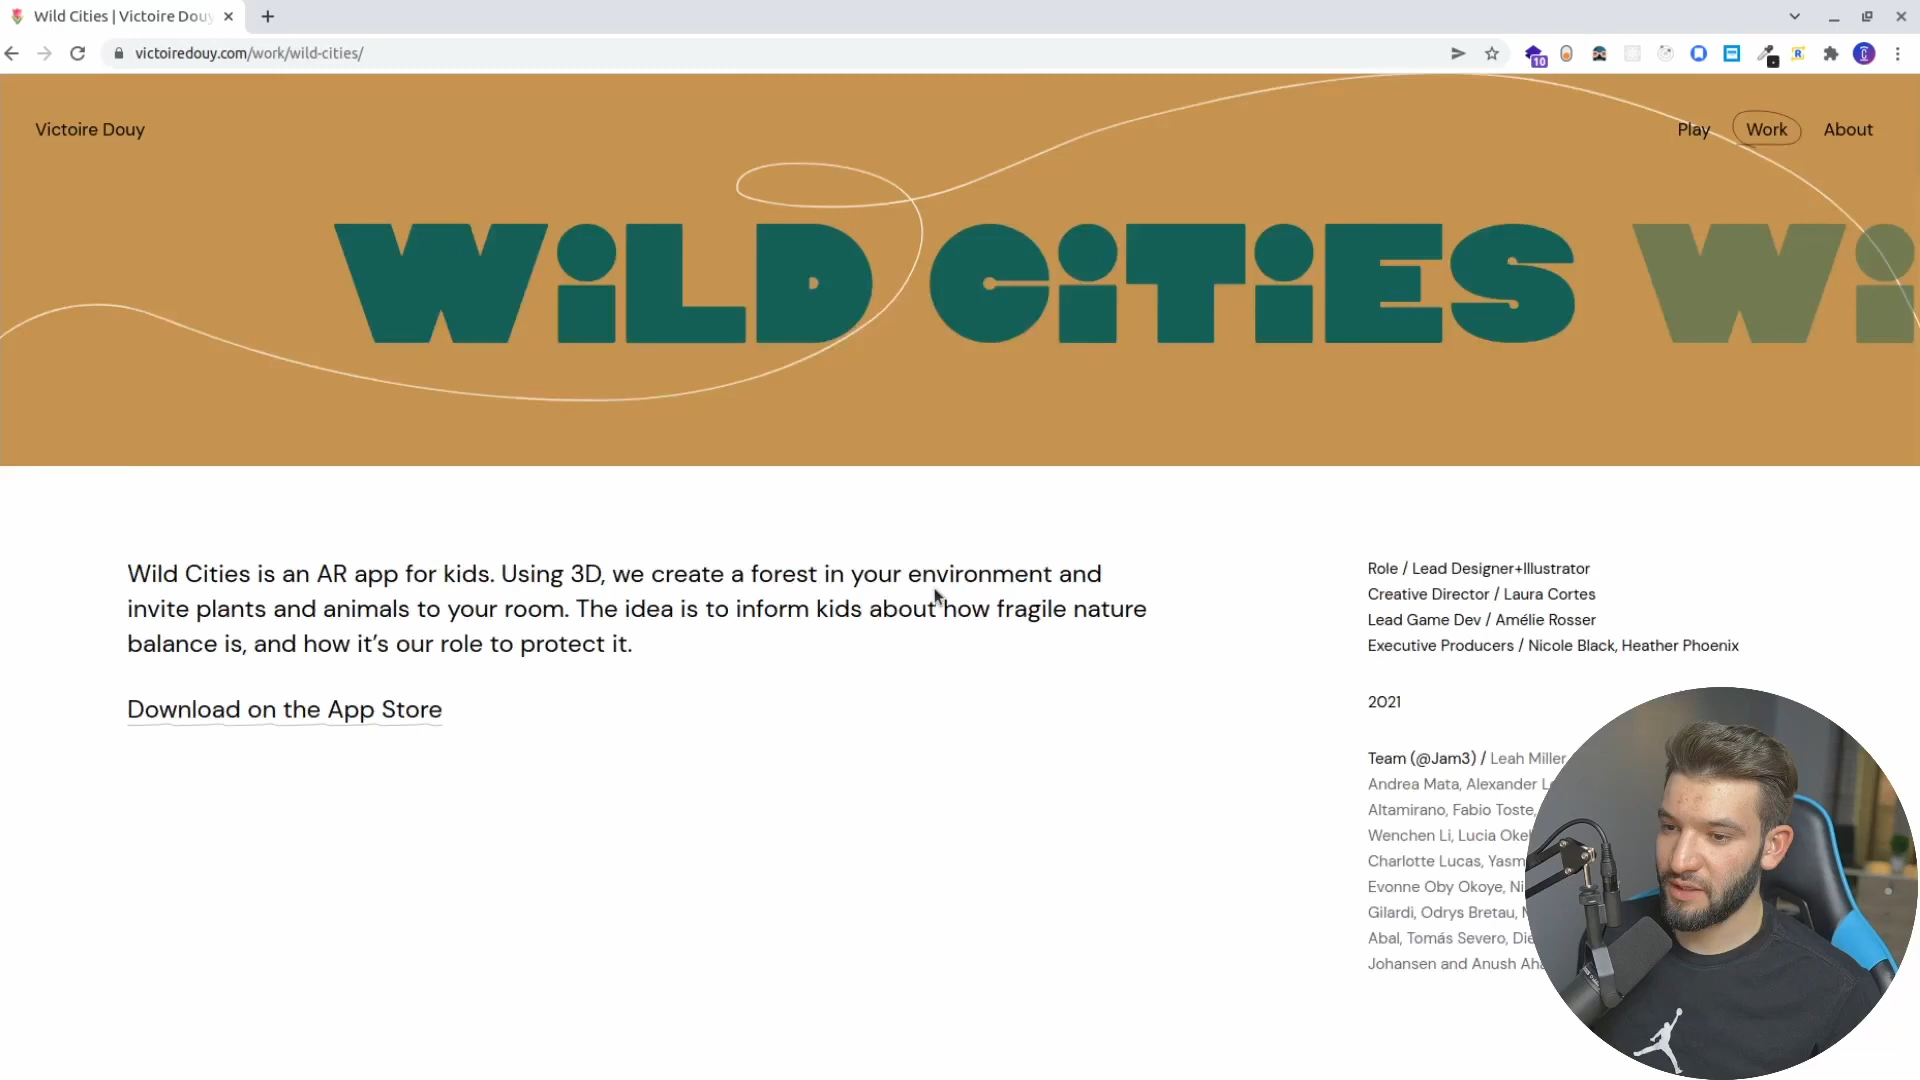 Wild Cities | Victoire Douy
victoiredouy.com/work/wild-cities/
10
Victoire Douy
Play Work About
WiLD CiTiES Wi
Wild Cities is an AR app for kids. Using 3D, we create a forest in your environment and
invite plants and animals to your room. The idea is to inform kids about how fragile nature
balance is, and how it’s our role to protect it.
Download on the App Store
Role / Lead Designer+Illustrator
Creative Director / Laura Cortes
Lead Game Dev / Amélie Rosser
Executive Producers / Nicole Black, Heather Phoenix
2021
Team (@Jam3) / Leah Miller
Andrea Mata, Alexander
Altamirano, Fabio Toste,
Wenchen Li, Lucia
Charlotte Lucas,
Evonne Oby Okoye,
Gilardi, Odrys Bretau,
Abal, Tomás Severo,
Johansen and Anush